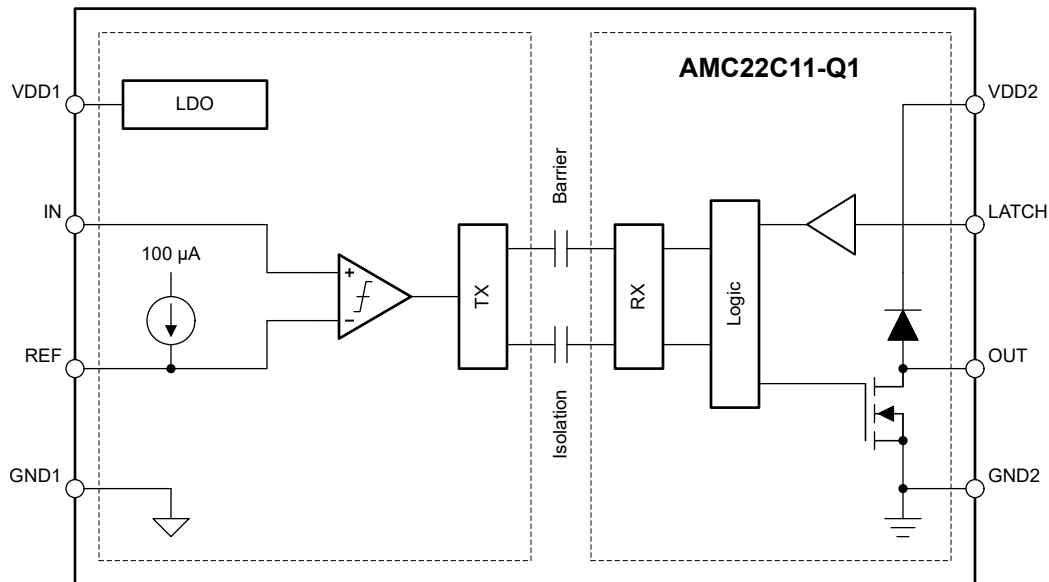 AMC22C11-Q1
VDD1
LDO
VDD2
IN
Barrier
LATCH
100 µA
+
−
TX
RX
Logic
REF
OUT
Isolation
GND1
GND2